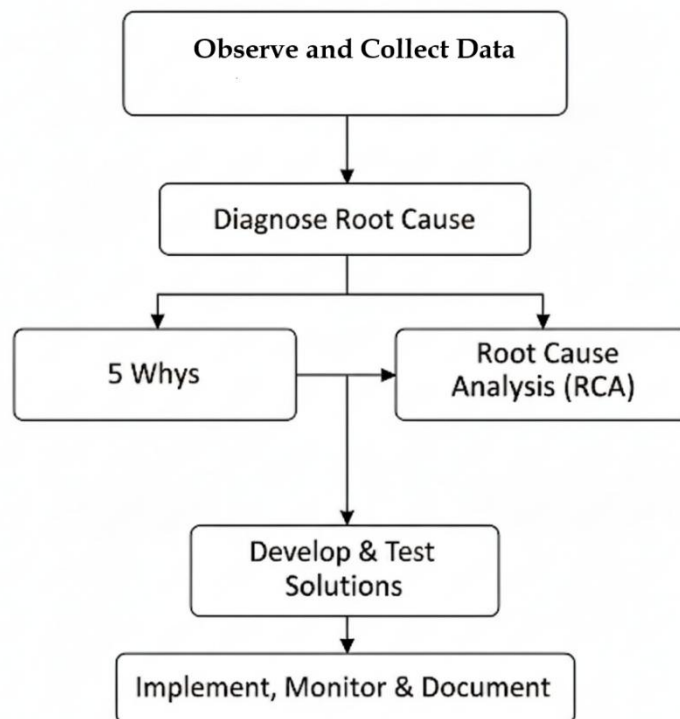 Observe and Collect Data
Diagnose Root Cause
5 Whys
Root Cause
Analysis (RCA)
Develop & Test
Solutions
Implement, Monitor & Document